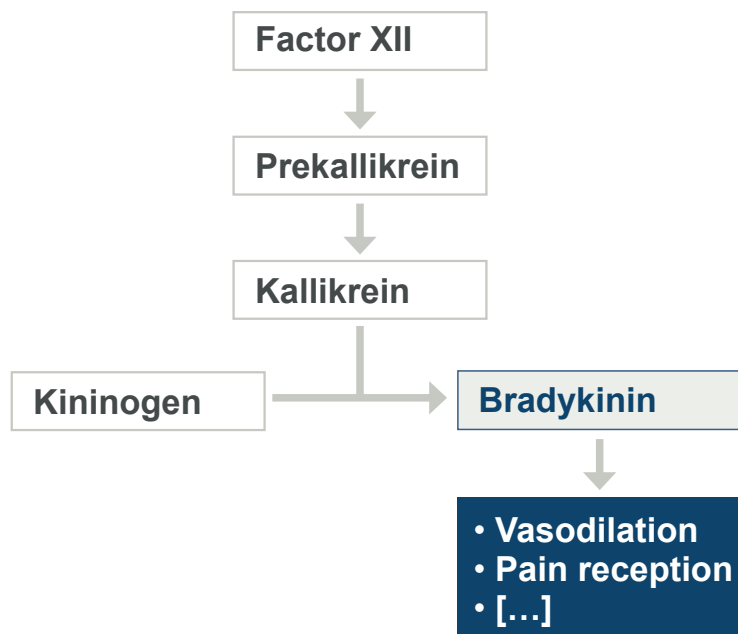 Factor XII
Prekallikrein
Kallikrein
Kininogen
Bradykinin
• Vasodilation
• Pain reception
• […]